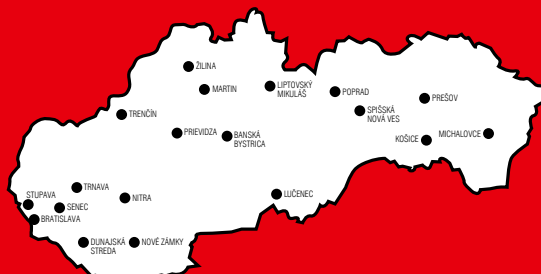 ŽILINA
MARTIN
LIPTOVSKÝ
MIKULÁŠ
POPRAD
PREŠOV
SPIŠSKÁ
NOVÁ VES
TRENČÍN
PRIEVIDZA
BANSKÁ
BYSTRICA
KOŠICE
MICHALOVCE
TRNAVA
STUPAVA
SENEC
NITRA
LUČENEC
BRATISLAVA
DUNAJSKÁ
STREDA
NOVÉ ZÁMKY